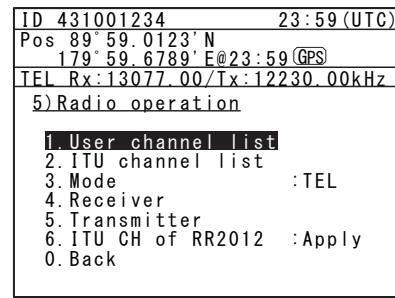 ID 431001234 23:59(UTC)
Pos 89°59.0123'N
179°59.6789'E@23:59 GPS
TEL Rx:13077.00/Tx:12230.00kHz
5)Radio operation
1.User channel list
2.ITU channel list
3.Mode :TEL
4.Receiver
5.Transmitter
6.ITU CH of RR2012 :Apply
0.Back